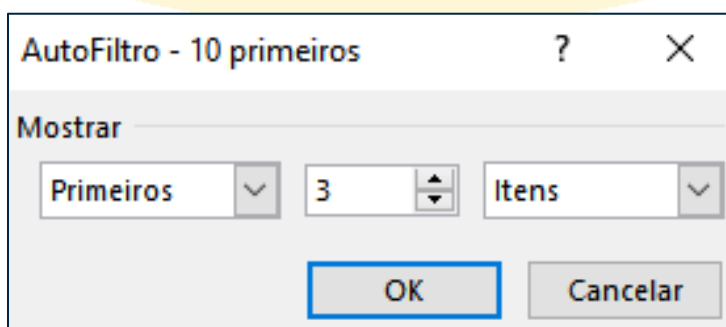 AutoFiltro - 10 primeiros ?
Mostrar
Primeiros 3 Itens
OK Cancelar